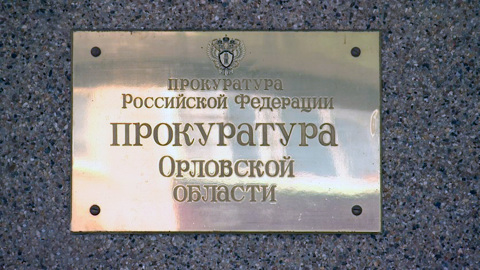 ПРОКУРАТУРА
Российской Федерации
ПРОКУРАТУРА
Орловской
области